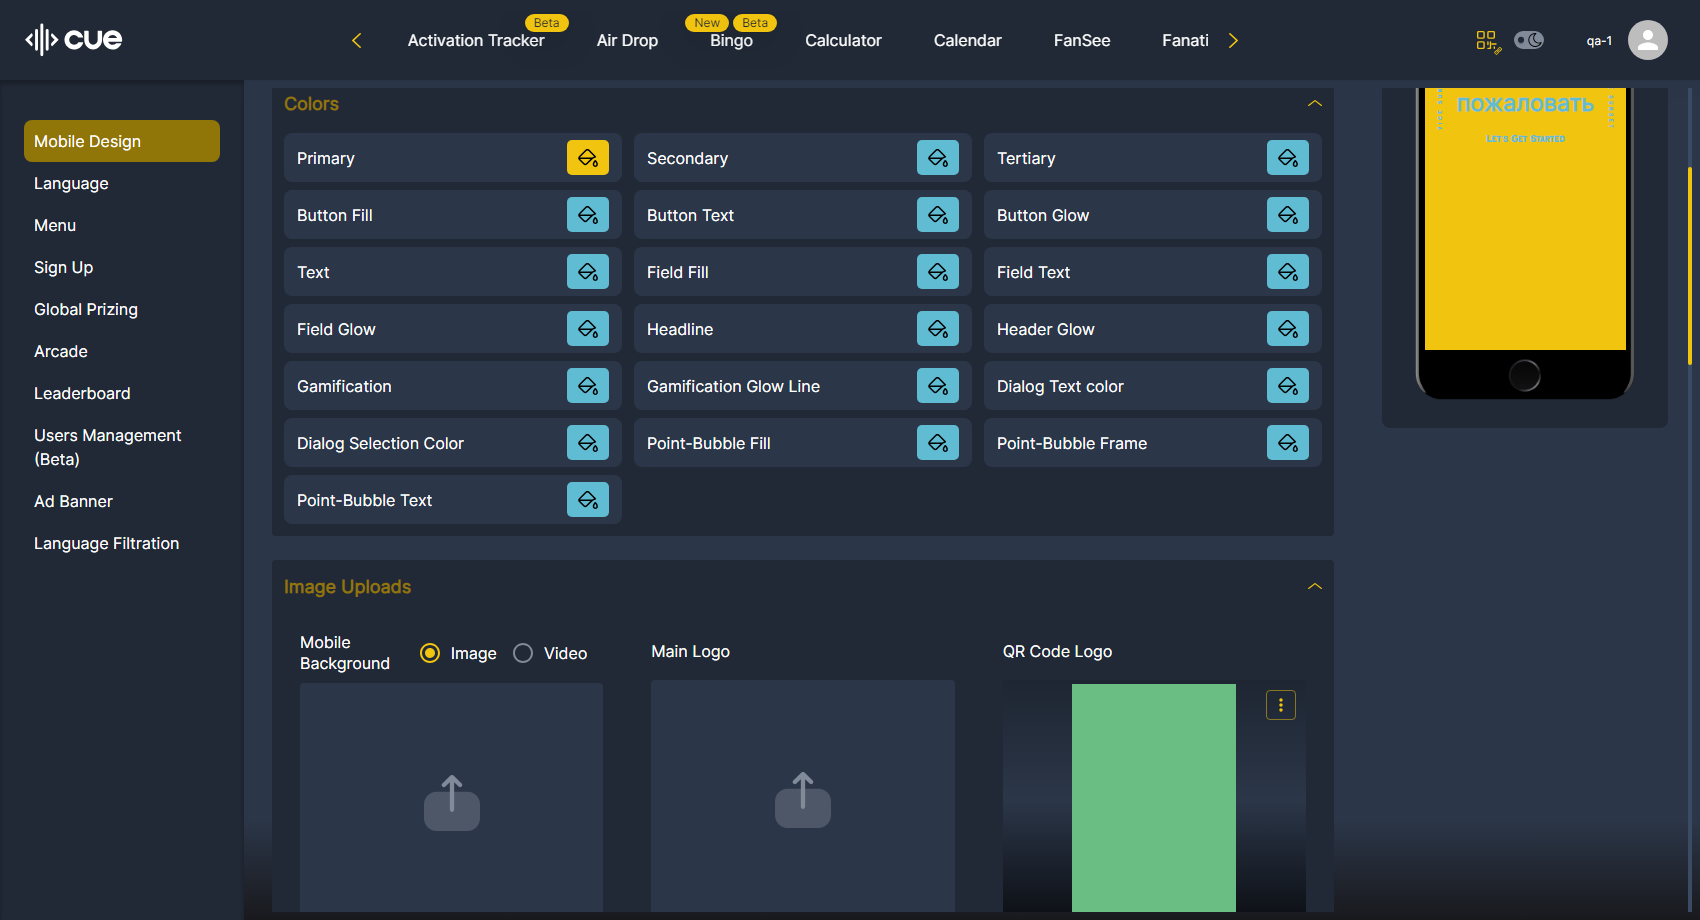 cue
Beta
New Beta
Activation Tracker Air Drop Bingo Calculator Calendar FanSee Fanati
qa-1
Mobile Design
Language
Menu
Sign Up
Global Prizing
Arcade
Leaderboard
Users Management
(Beta)
Ad Banner
Language Filtration
Colors
Primary Secondary Tertiary
Button Fill Button Text Button Glow
Text Field Fill Field Text
Field Glow Headline Header Glow
Gamification Gamification Glow Line Dialog Text color
Dialog Selection Color Point-Bubble Fill Point-Bubble Frame
Point-Bubble Text
пожаловать
LET'S GET STARTED
Image Uploads
Mobile
Background
Image Video
Main Logo
QR Code Logo